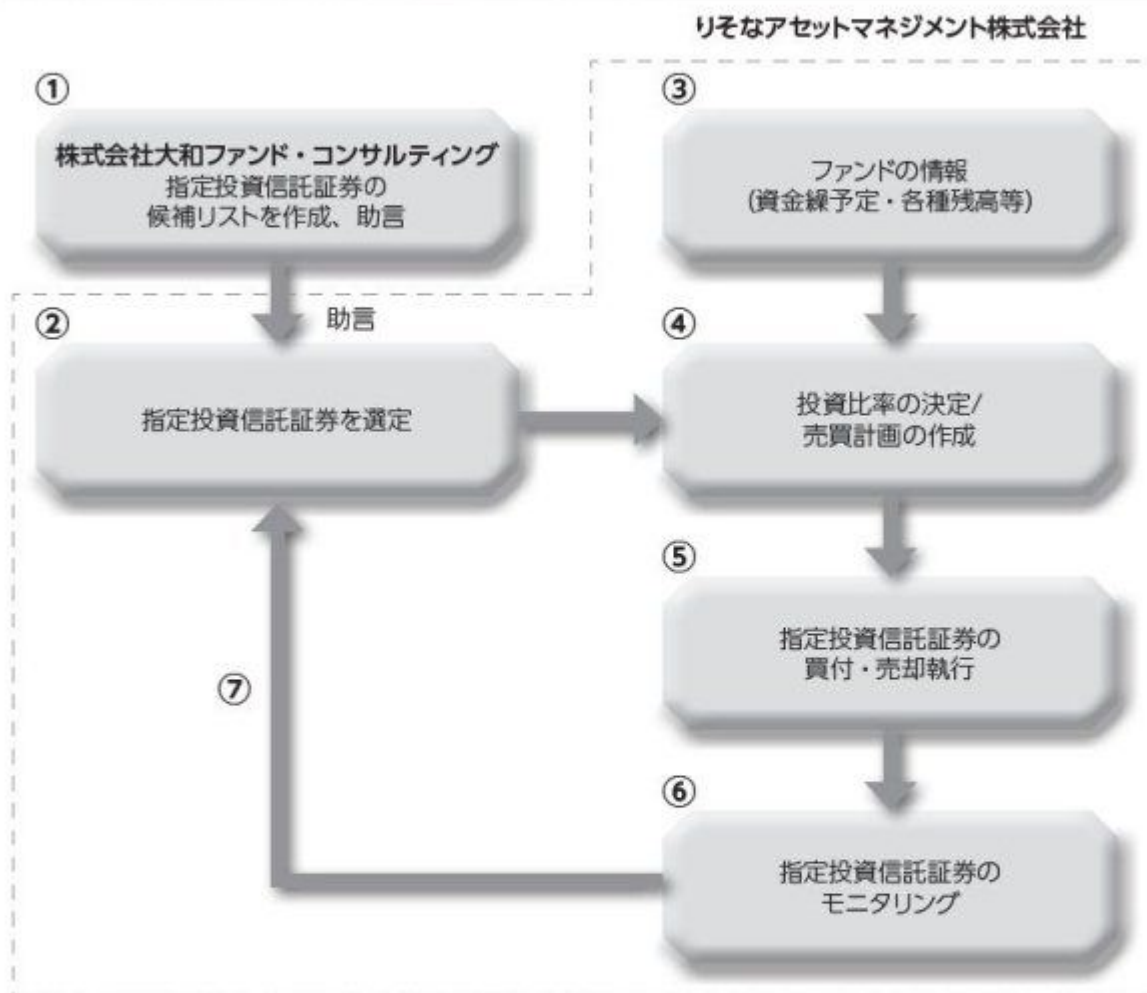 りそなアセットマネジメント株式会社
①
株式会社大和ファンド・コンサルティング
指定投資信託証券の
候補リストを作成、助言
助言
②
指定投資信託証券を選定
③
ファンドの情報
(資金繰予定・各種残高等)
④
投資比率の決定/
売買計画の作成
⑤
指定投資信託証券の
買付・売却執行
⑥
指定投資信託証券の
モニタリング
⑦